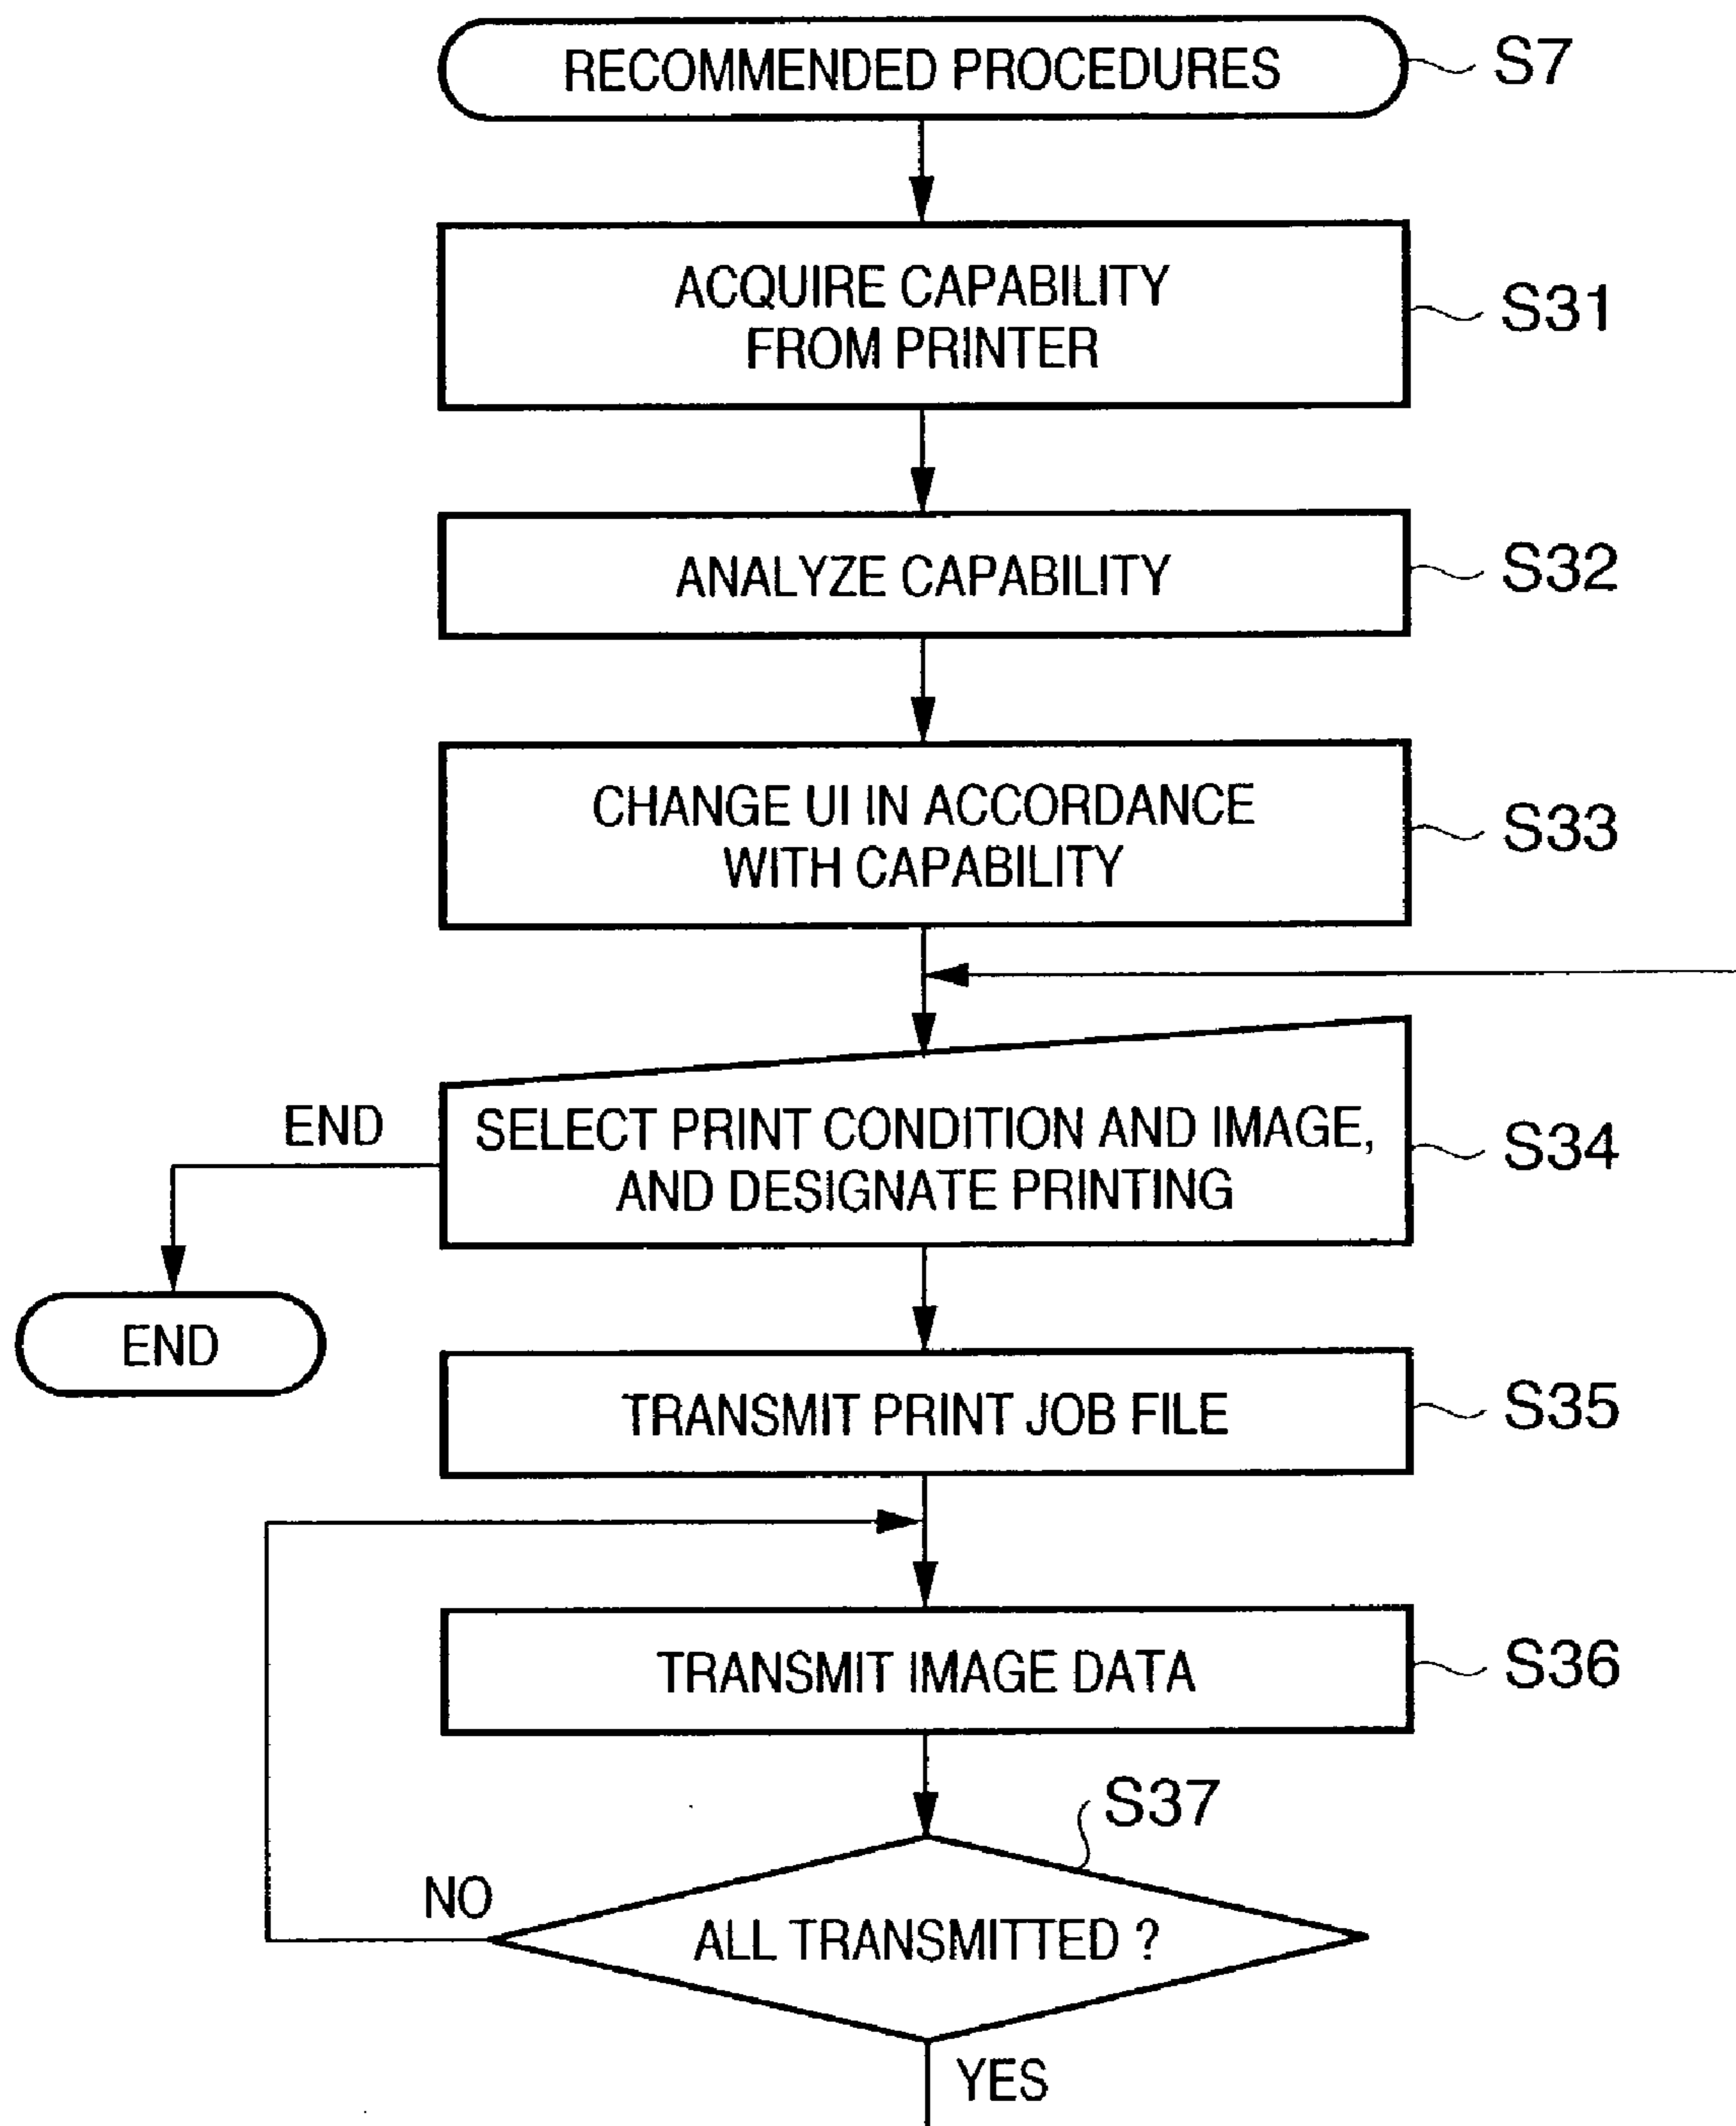 RECOMMENDED PROCEDURES
S7
ACQUIRE CAPABILITY
FROM PRINTER
S31
ANALYZE CAPABILITY
S32
CHANGE UI IN ACCORDANCE
WITH CAPABILITY
S33
END
SELECT PRINT CONDITION AND IMAGE,
AND DESIGNATE PRINTING
S34
END
TRANSMIT PRINT JOB FILE
S35
TRANSMIT IMAGE DATA
S36
S37
NO
ALL TRANSMITTED ?
YES